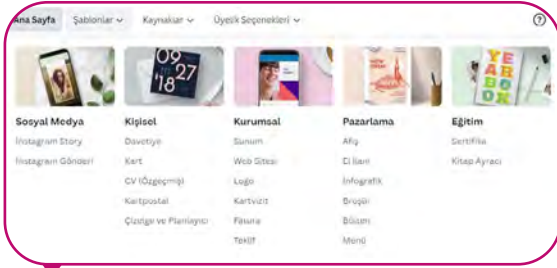 Ana Sayfa Şablonlar Kaynaklar Üyelik Seçenekleri ?
09
27
'18
YEAR
BOOK
Sosyal Medya
Instagram Story
Instagram Gönderi
Kişisel
Davetiye
Kart
CV (Özgeçmiş)
Kartpostal
Çizelge ve Planlayıcı
Kurumsal
Sunum
Web Sitesi
Logo
Kartvizit
Fatura
Teklif
Pazarlama
Afiş
El İlanı
İnfografik
Broşür
Bülten
Menü
Eğitim
Sertifika
Kitap Ayracı